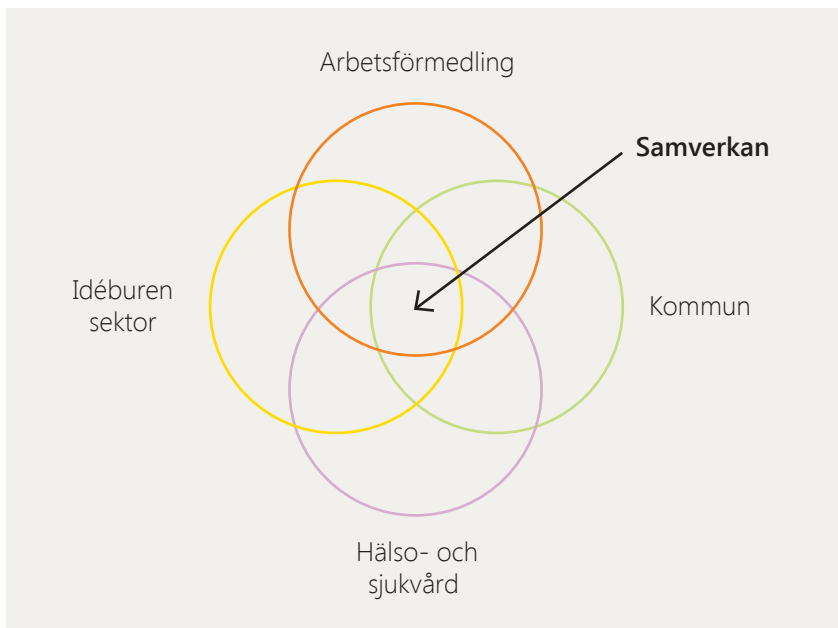 Arbetsförmedling
Samverkan
Idéburen
sektor
Kommun
Hälso- och
sjukvård